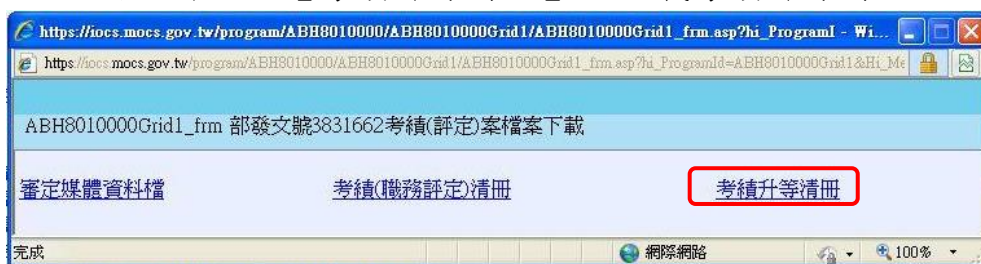 https://iocs.mocs.gov.tw/program/ABH8010000/ABH8010000Grid1/ABH8010000Grid1_frm.asp?hi_ProgramI - Wi...
https://iocs.mocs.gov.tw/program/ABH8010000/ABH8010000Grid1/ABH8010000Grid1_frm.asp?hi_ProgramId=ABH8010000Grid1&Hi_Me
ABH8010000Grid1_frm 部發文號3831662考績(評定)案檔案下載
審定媒體資料檔 考績(職務評定)清冊 考績升等清冊
完成 網際網路 100%